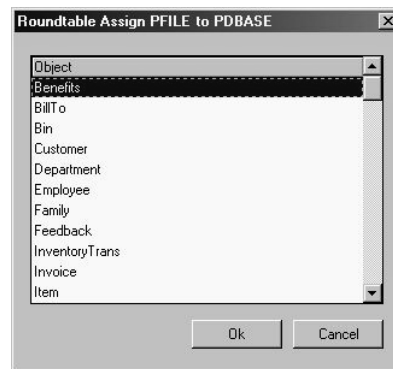 Roundtable Assign PFILE to PDBASE
Object
Benefits
BillTo
Bin
Customer
Department
Employee
Family
Feedback
InventoryTrans
Invoice
Item
Ok Cancel